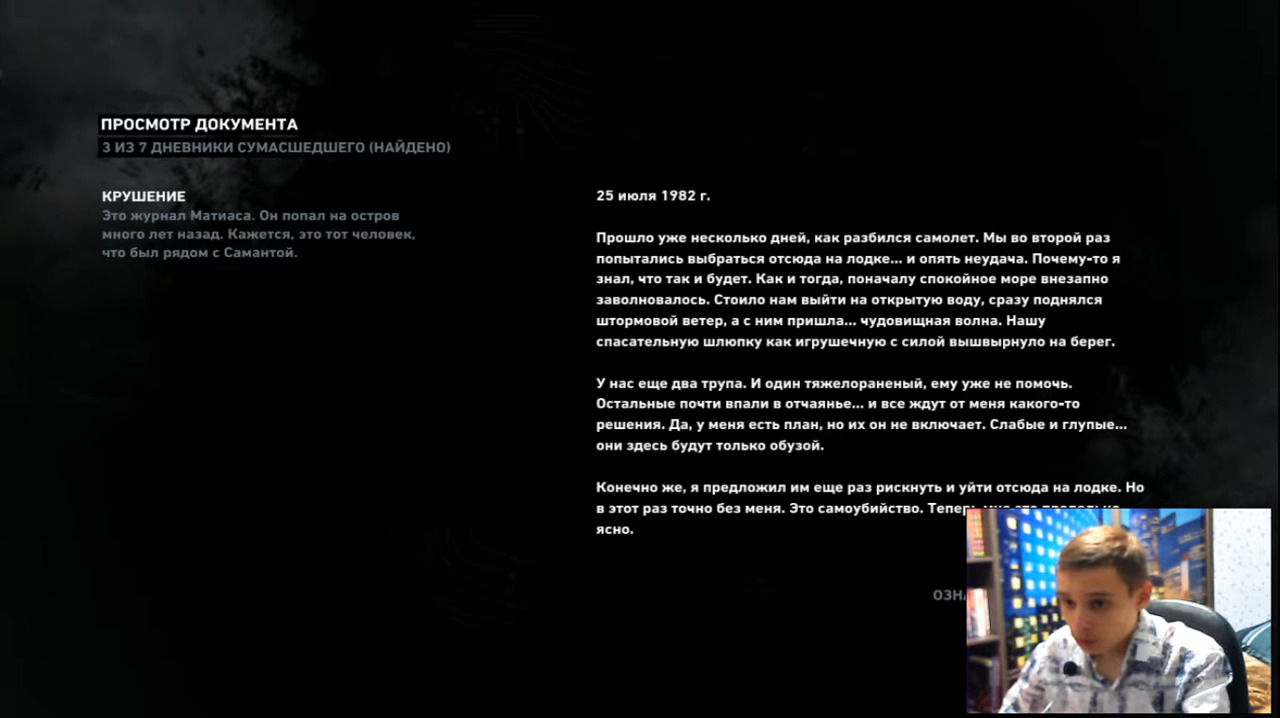 ПРОСМОТР ДОКУМЕНТА
3 ИЗ 7 ДНЕВНИКИ СУМАСШЕДШЕГО (НАЙДЕНО)
КРУШЕНИЕ
Это журнал Матиаса. Он попал на остров
много лет назад. Кажется, это тот человек,
что был рядом с Самантой.
25 июля 1982 г.
Прошло уже несколько дней, как разбился самолет. Мы во второй раз
попытались выбраться отсюда на лодке... и опять неудача. Почему-то я
знал, что так и будет. Как и тогда, поначалу спокойное море внезапно
заволновалось. Стоило нам выйти на открытую воду, сразу поднялся
штормовой ветер, а с ним пришла... чудовищная волна. Нашу
спасательную шлюпку как игрушечную с силой вышвырнуло на берег.
У нас еще два трупа. И один тяжелораненый, ему уже не помочь.
Остальные почти впали в отчаянье... и все ждут от меня какого-то
решения. Да, у меня есть план, но их он не включает. Слабые и глупые...
они здесь будут только обузой.
Конечно же, я предложил им еще раз рискнуть и уйти отсюда на лодке. Но
в этот раз точно без меня. Это самоубийство. Теперь
ясно.